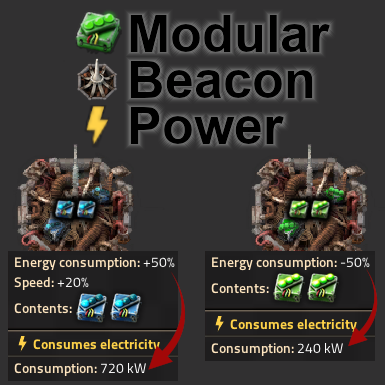 Modular
Beacon
Power
Energy consumption: +50%
Speed: +20%
Contents:
Consumes electricity
Consumption: 720 kW
Energy consumption: -50%
Contents:
Consumes electricity
Consumption: 240 kW